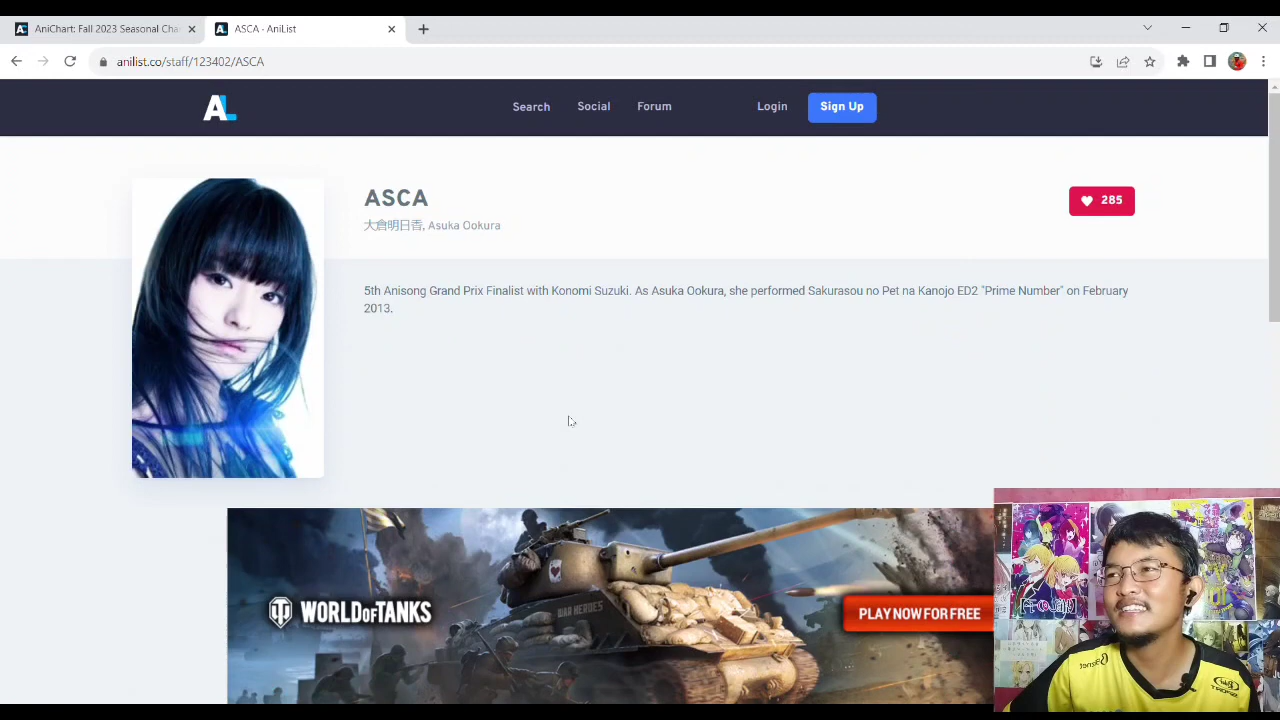 AniChart: Fall 2023 Seasonal Cha
ASCA · AniList
anilist.co/staff/123402/ASCA
AL
Search
Social
Forum
Login
Sign Up
ASCA
大倉明日香, Asuka Ookura
285
5th Anisong Grand Prix Finalist with Konomi Suzuki. As Asuka Ookura, she performed Sakurasou no Pet na Kanojo ED2 "Prime Number" on February
2013.
WORLD OF TANKS
WAR HEROES
PLAY NOW FOR FREE